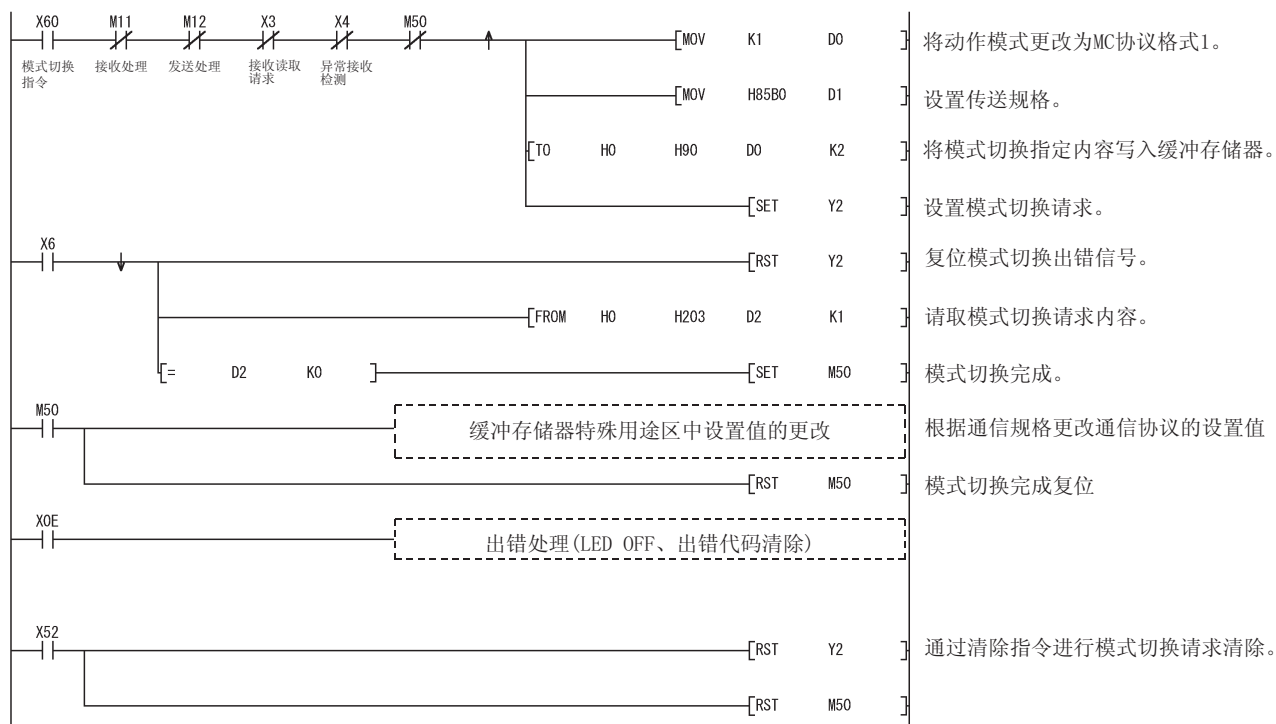 X60 M11 M12 X3 X4 M50
[MOV K1 D0 ] 将动作模式更改为MC协议格式1。
模式切换 接收处理 发送处理 接收读取 异常接收
指令 请求 检测
[MOV H85B0 D1 ] 设置传送规格。
[TO H0 H90 D0 K2 ] 将模式切换指定内容写入缓冲存储器。
[SET Y2 ] 设置模式切换请求。
X6
[RST Y2 ] 复位模式切换出错信号。
[FROM H0 H203 D2 K1 ] 请取模式切换请求内容。
[= D2 K0 ] [SET M50 ] 模式切换完成。
M50
缓冲存储器特殊用途区中设置值的更改 根据通信规格更改通信协议的设置值
[RST M50 ] 模式切换完成复位
X0E
出错处理(LED OFF、出错代码清除)
X52
[RST Y2 ] 通过清除指令进行模式切换请求清除。
[RST M50 ]